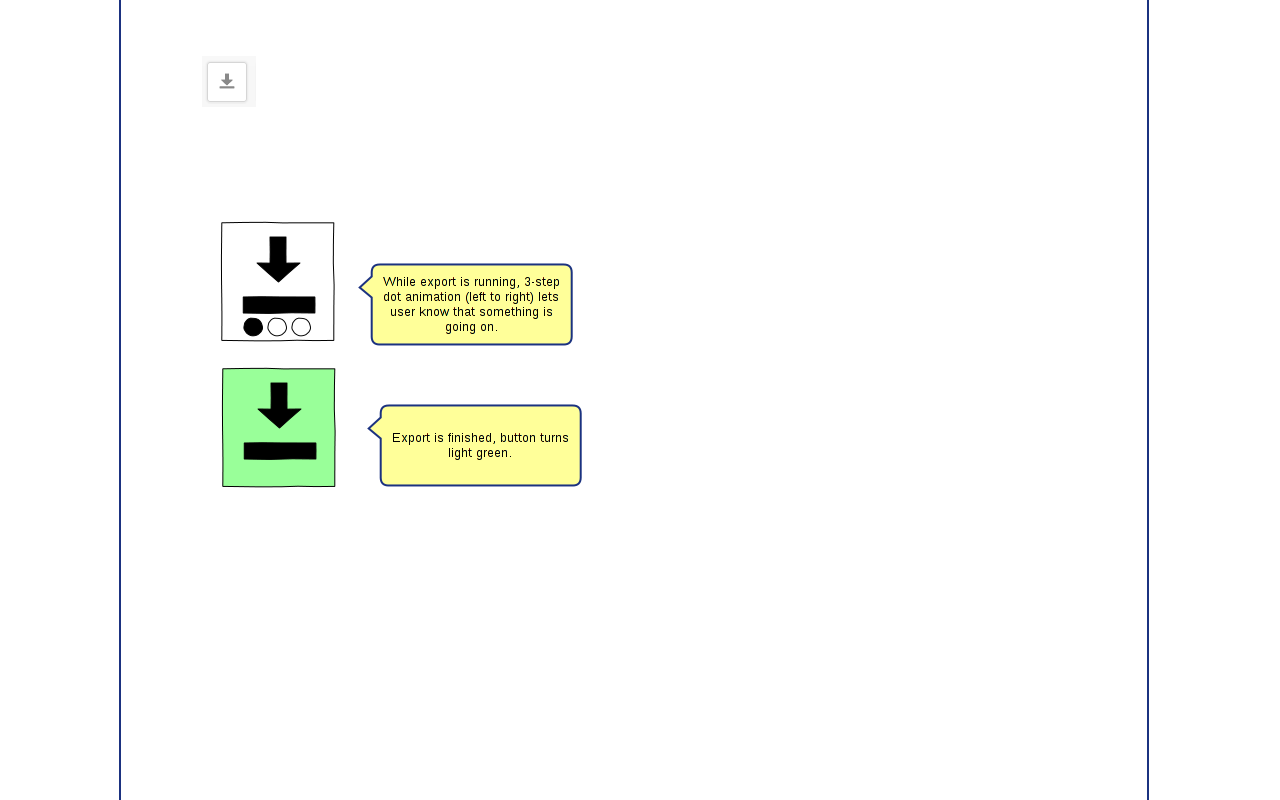 While export is running, 3-step
dot animation (left to right) lets
user know that something is
going on.
Export is finished, button turns
light green.